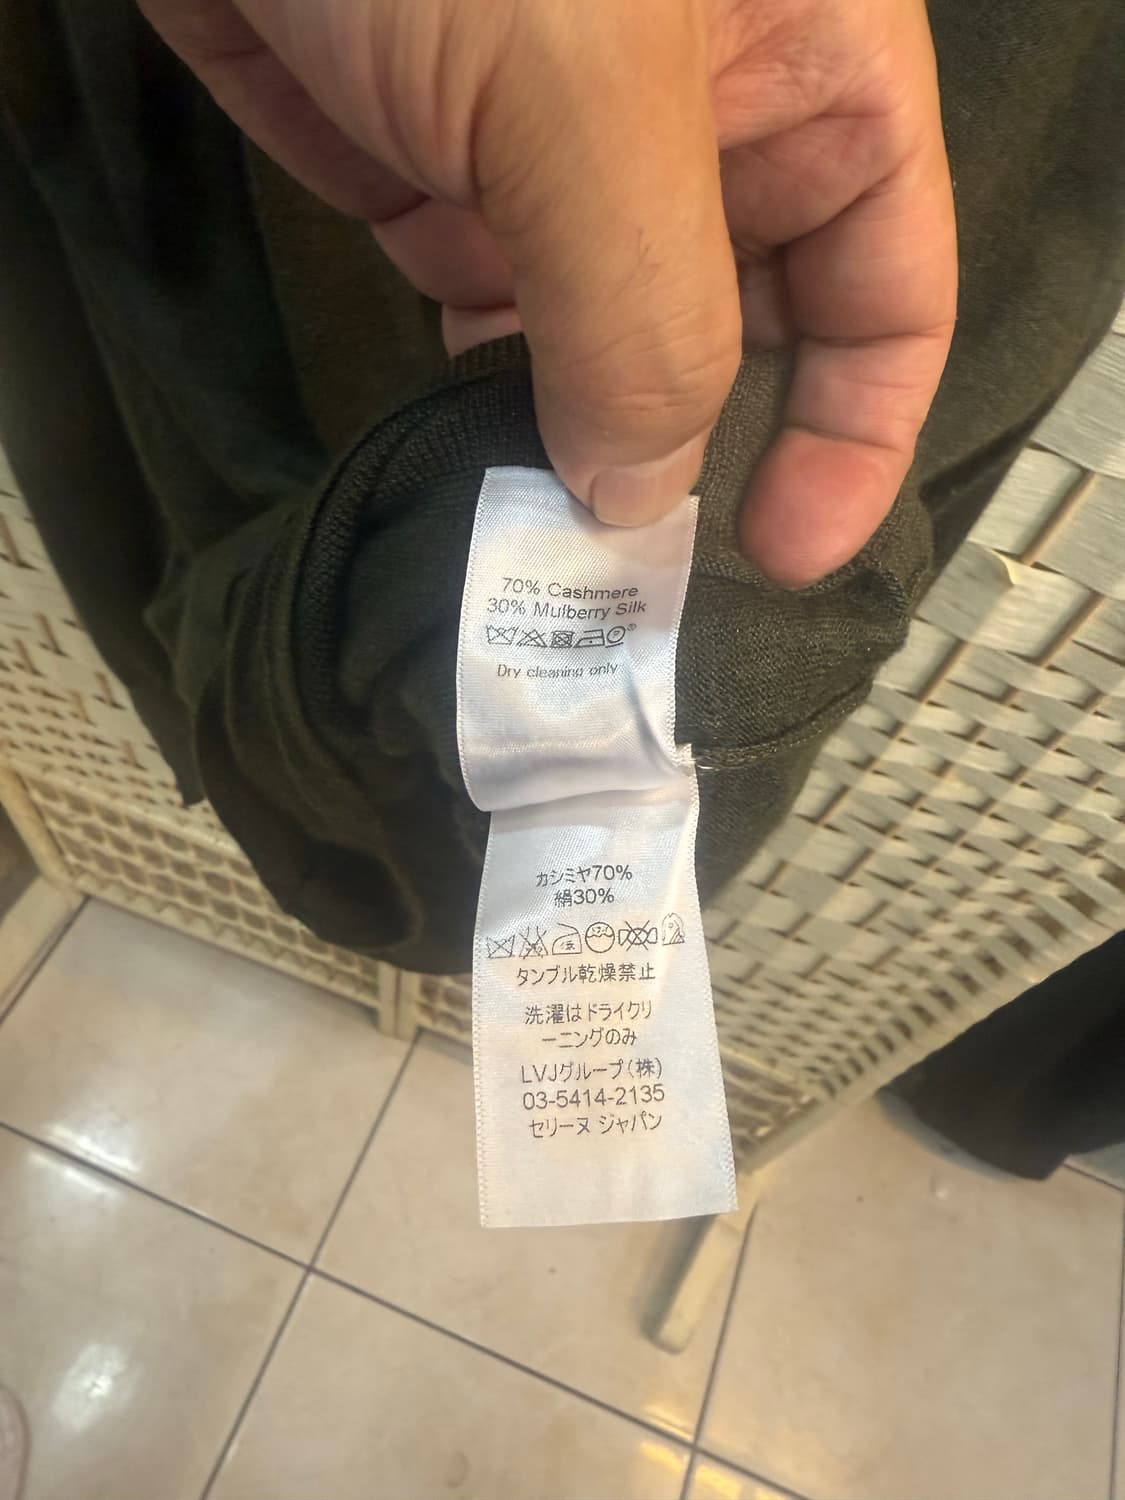 70% Cashmere
30% Mulberry Silk
Dry cleaning only
カシミヤ70%
絹30%
タンブル乾燥禁止
洗濯はドライクリ
ーニングのみ
LVJグループ(株)
03-5414-2135
セリーヌ ジャパン